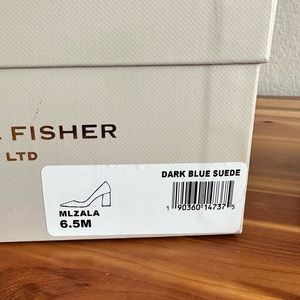 & FISHER
LTD
DARK BLUE SUEDE
MLZALA
6.5M
1 90360 14737 5